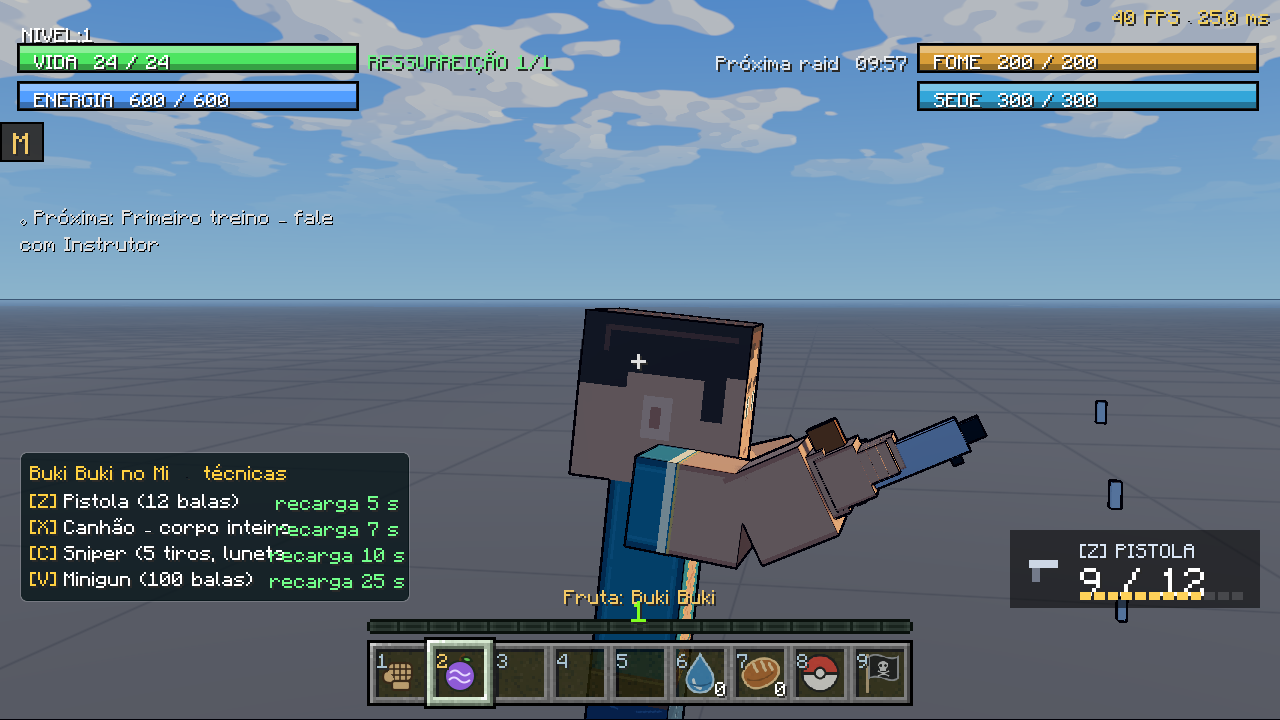 40 FPS · 25.0 ms
NIVEL:1
VIDA 24 / 24
RESSURREIÇÃO 1/1
Próxima raid 09:57
FOME 200 / 200
ENERGIA 600 / 600
SEDE 300 / 300
M
Próxima: Primeiro treino - fale
com Instrutor
Buki Buki no Mi · técnicas
[Z] Pistola (12 balas) recarga 5 s
[X] Canhão - corpo inteiro recarga 7 s
[C] Sniper (5 tiros, luneta recarga 10 s
[V] Minigun (100 balas) recarga 25 s
[Z] PISTOLA
9 / 12
Fruta: Buki Buki
1
1 2 3 4 5 6 7 8 9
0 0